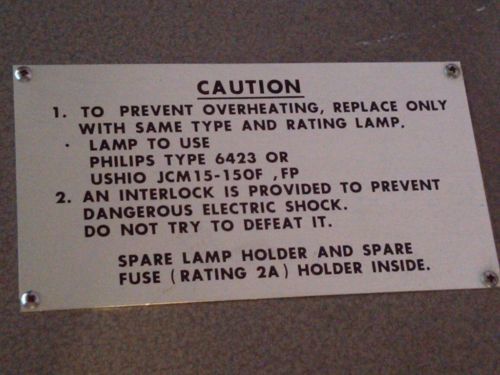 CAUTION
1. TO PREVENT OVERHEATING, REPLACE ONLY
WITH SAME TYPE AND RATING LAMP.
· LAMP TO USE
PHILIPS TYPE 6423 OR
USHIO JCM15-150F ,FP
2. AN INTERLOCK IS PROVIDED TO PREVENT
DANGEROUS ELECTRIC SHOCK.
DO NOT TRY TO DEFEAT IT.
SPARE LAMP HOLDER AND SPARE
FUSE (RATING 2A) HOLDER INSIDE.